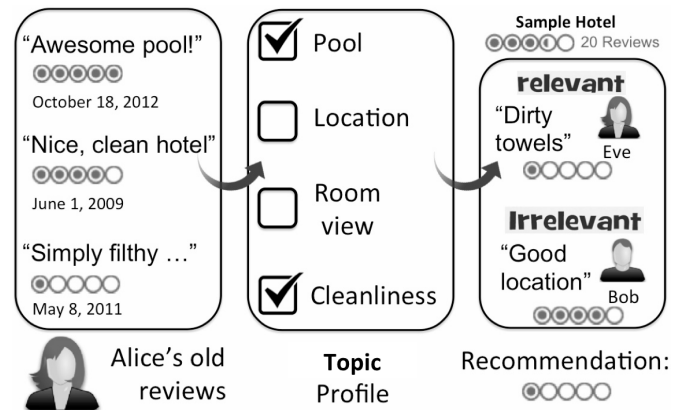 “Awesome pool!”
October 18, 2012
“Nice, clean hotel”
June 1, 2009
“Simply filthy …”
May 8, 2011
Alice’s old
reviews
Pool
Location
Room
view
Cleanliness
Topic
Profile
Sample Hotel
20 Reviews
relevant
“Dirty
towels”
Eve
Irrelevant
“Good
location”
Bob
Recommendation: